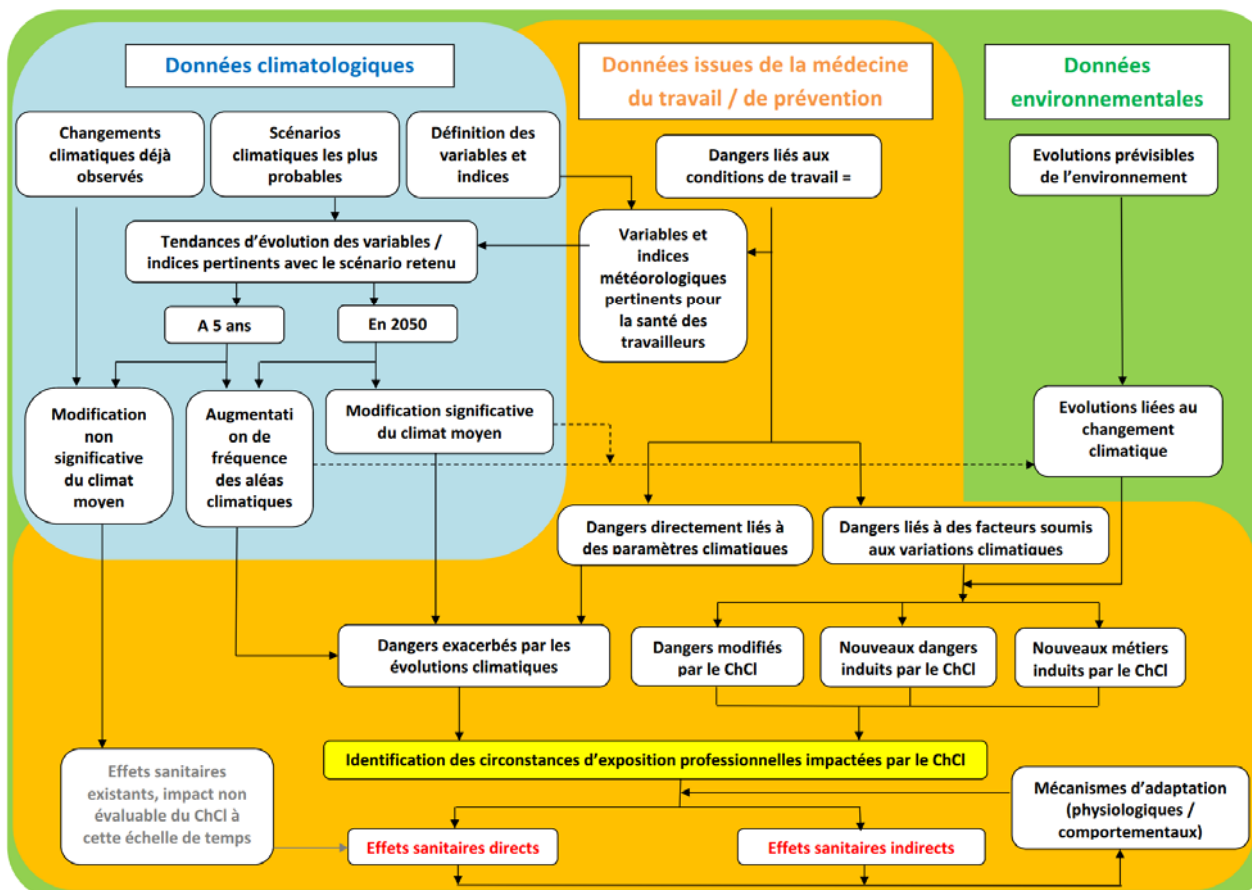 Données climatologiques
Données issues de la médecine
du travail / de prévention
Données
environnementales
Changements
climatiques déjà
observés
Scénarios
climatiques les plus
probables
Définition des
variables et
indices
Dangers liés aux
conditions de travail =
Evolutions prévisibles
de l’environnement
Tendances d’évolution des variables /
indices pertinents avec le scénario retenu
Variables et
indices
météorologiques
pertinents pour
la santé des
travailleurs
A 5 ans
En 2050
Modification
non
significative
du climat
moyen
Augmentati
on de
fréquence
des aléas
climatiques
Modification significative
du climat moyen
Evolutions liées au
changement
climatique
Dangers directement liés à
des paramètres climatiques
Dangers liés à des facteurs soumis
aux variations climatiques
Dangers exacerbés par les
évolutions climatiques
Dangers modifiés
par le ChCl
Nouveaux dangers
induits par le ChCl
Nouveaux métiers
induits par le ChCl
Identification des circonstances d’exposition professionnelles impactées par le ChCl
Effets sanitaires
existants, impact non
évaluable du ChCl à
cette échelle de temps
Mécanismes d’adaptation
(physiologiques /
comportementaux)
Effets sanitaires directs
Effets sanitaires indirects